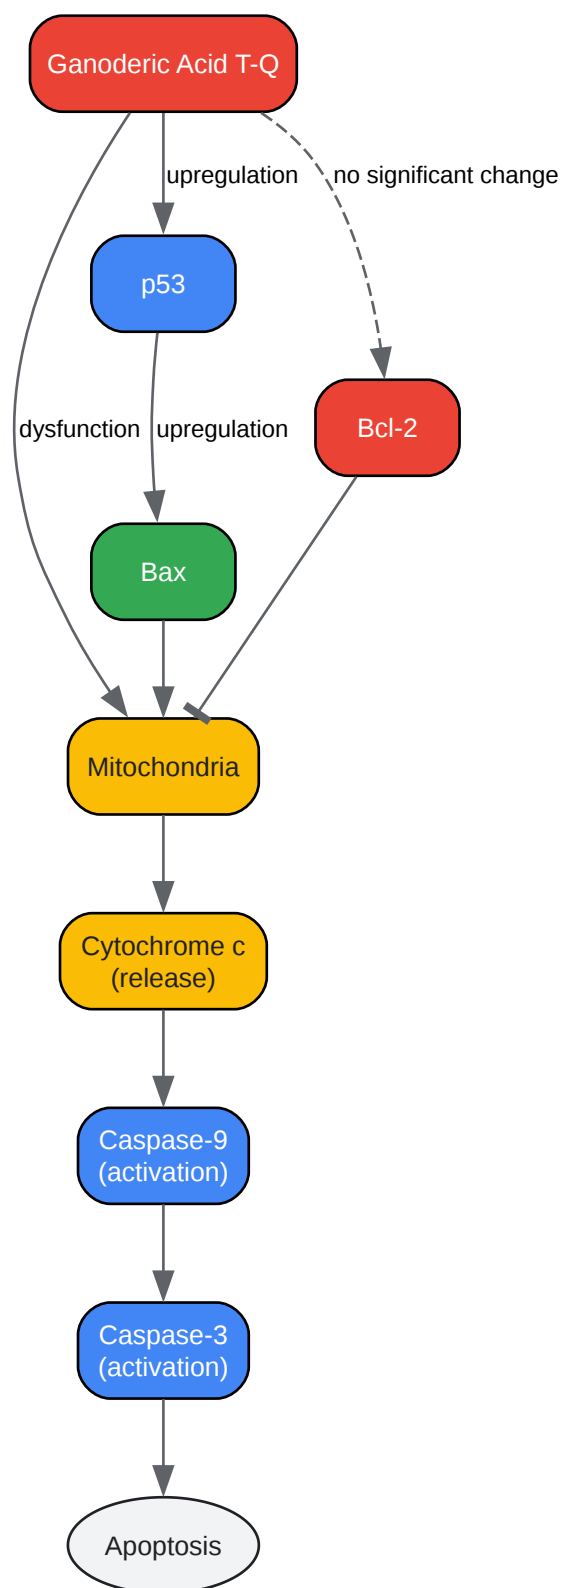 Ganoderic Acid T-Q
upregulation
no significant change
p53
dysfunction
upregulation
Bcl-2
Bax
Mitochondria
Cytochrome c
(release)
Caspase-9
(activation)
Caspase-3
(activation)
Apoptosis